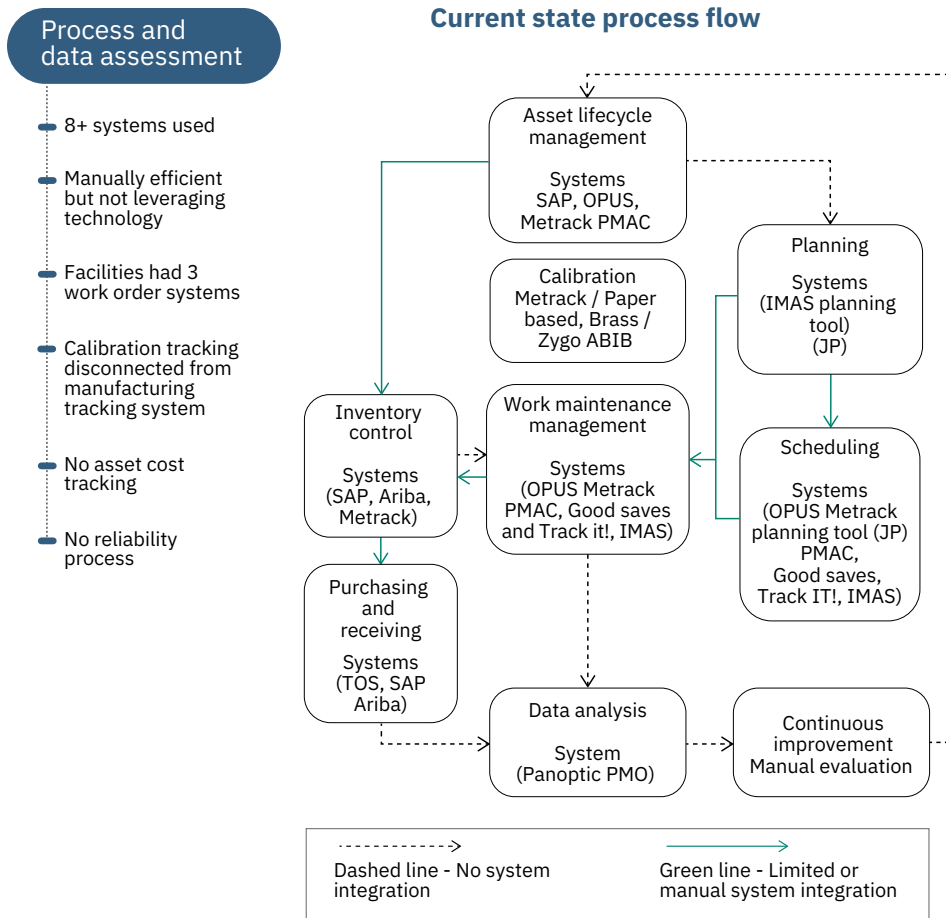 Process and
data assessment
8+ systems used
Manually efficient
but not leveraging
technology
Facilities had 3
work order systems
Calibration tracking
disconnected from
manufacturing
tracking system
No asset cost
tracking
No reliability
process
Current state process flow
Asset lifecycle
management
Systems
SAP, OPUS,
Metrack PMAC
Calibration
Metrack / Paper
based, Brass /
Zygo ABIB
Planning
Systems
(IMAS planning
tool)
(JP)
Inventory
control
Systems
(SAP, Ariba,
Metrack)
Work maintenance
management
Systems
(OPUS Metrack
PMAC, Good saves
and Track it!, IMAS)
Scheduling
Systems
(OPUS Metrack
planning tool (JP)
PMAC,
Good saves,
Track IT!, IMAS)
Purchasing
and
receiving
Systems
(TOS, SAP
Ariba)
Data analysis
System
(Panoptic PMO)
Continuous
improvement
Manual evaluation
Dashed line - No system
integration
Green line - Limited or
manual system integration